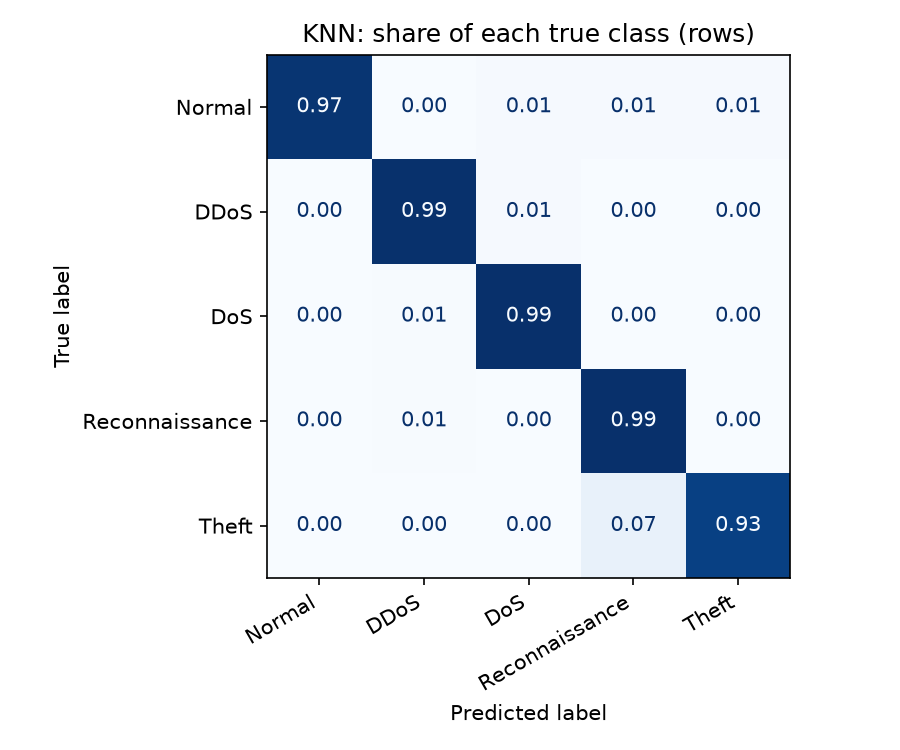 KNN: share of each true class (rows)
Normal 0.97 0.00 0.01 0.01 0.01
DDoS 0.00 0.99 0.01 0.00 0.00
DoS 0.00 0.01 0.99 0.00 0.00
Reconnaissance 0.00 0.01 0.00 0.99 0.00
Theft 0.00 0.00 0.00 0.07 0.93
True label
Normal DDoS DoS Reconnaissance Theft
Predicted label